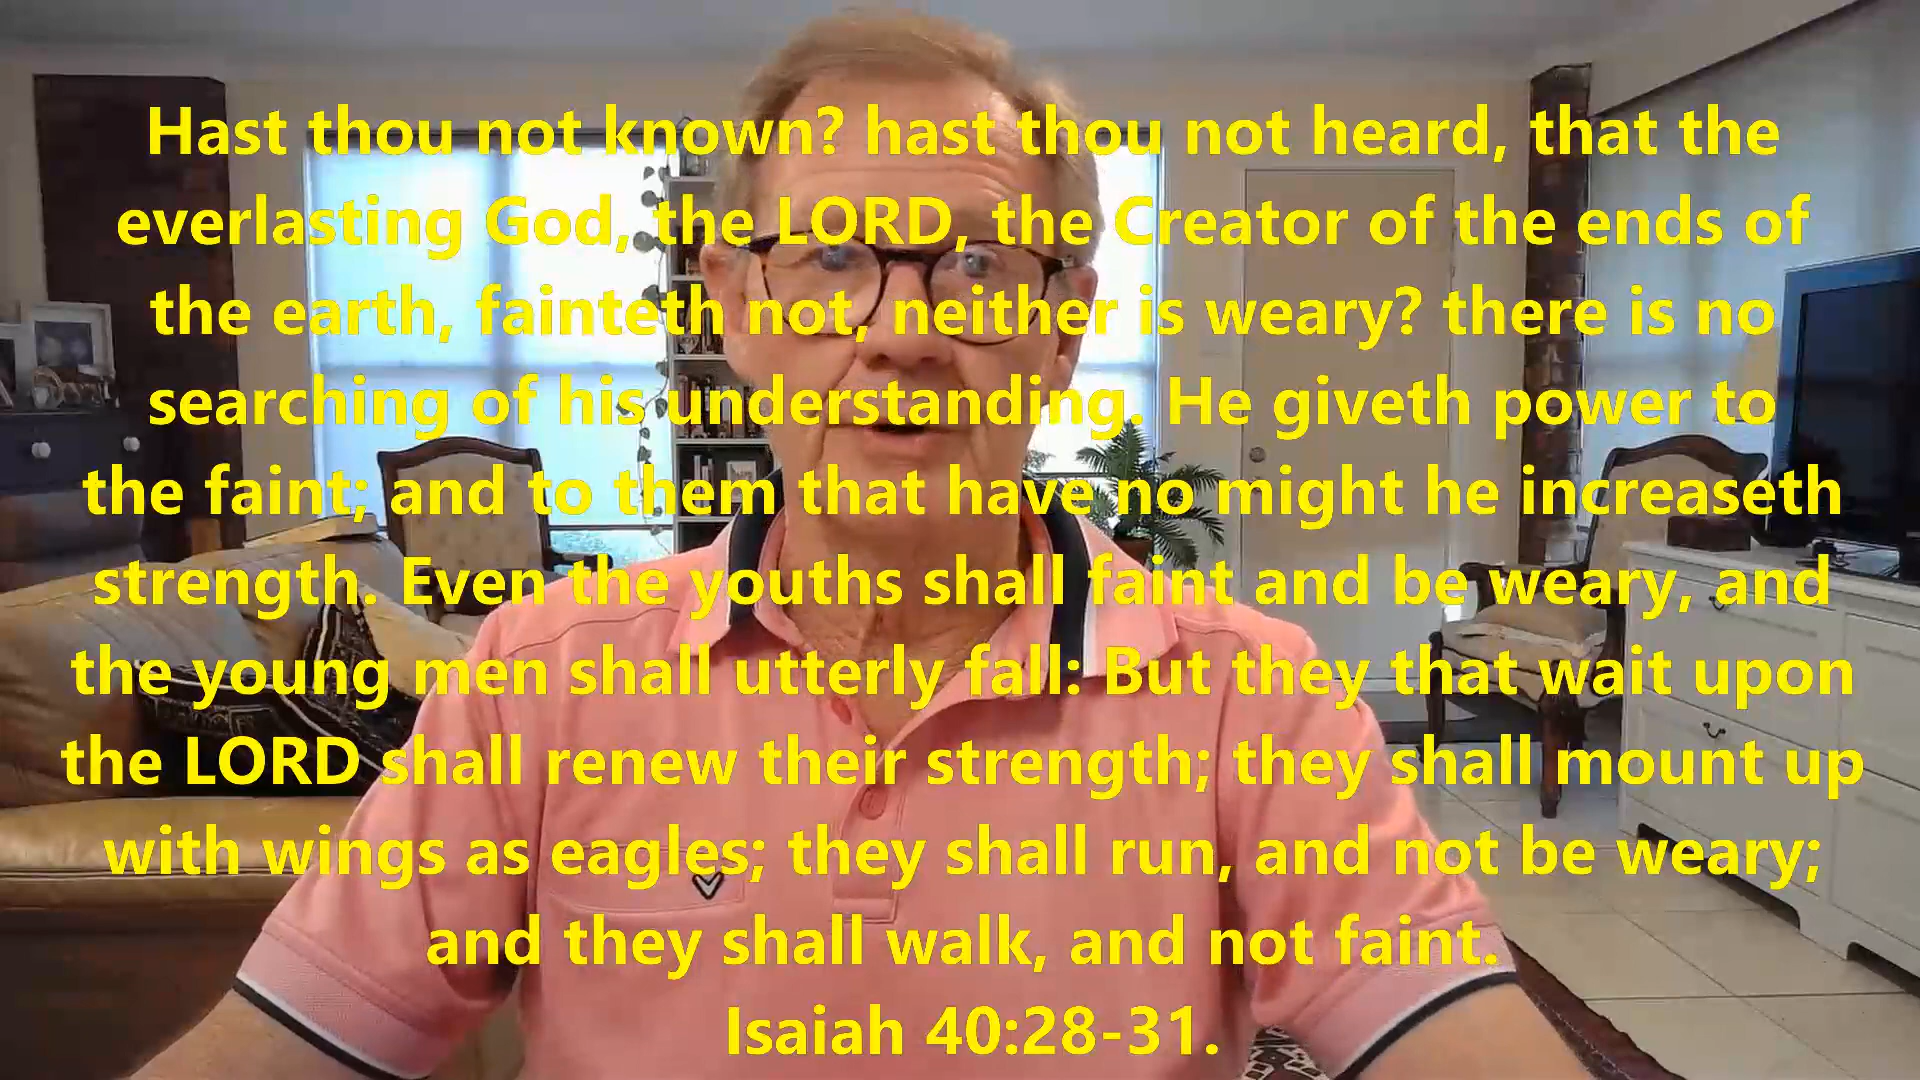 Hast thou not known? hast thou not heard, that the
everlasting God, the LORD, the Creator of the ends of
the earth, fainteth not, neither is weary? there is no
searching of his understanding. He giveth power to
the faint; and to them that have no might he increaseth
strength. Even the youths shall faint and be weary, and
the young men shall utterly fall: But they that wait upon
the LORD shall renew their strength; they shall mount up
with wings as eagles; they shall run, and not be weary;
and they shall walk, and not faint.
Isaiah 40:28-31.